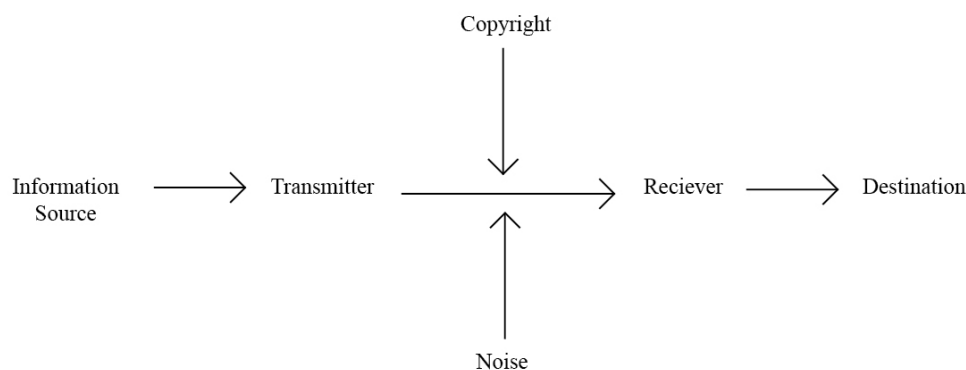 Copyright
Information
Source
Transmitter
Reciever
Destination
Noise